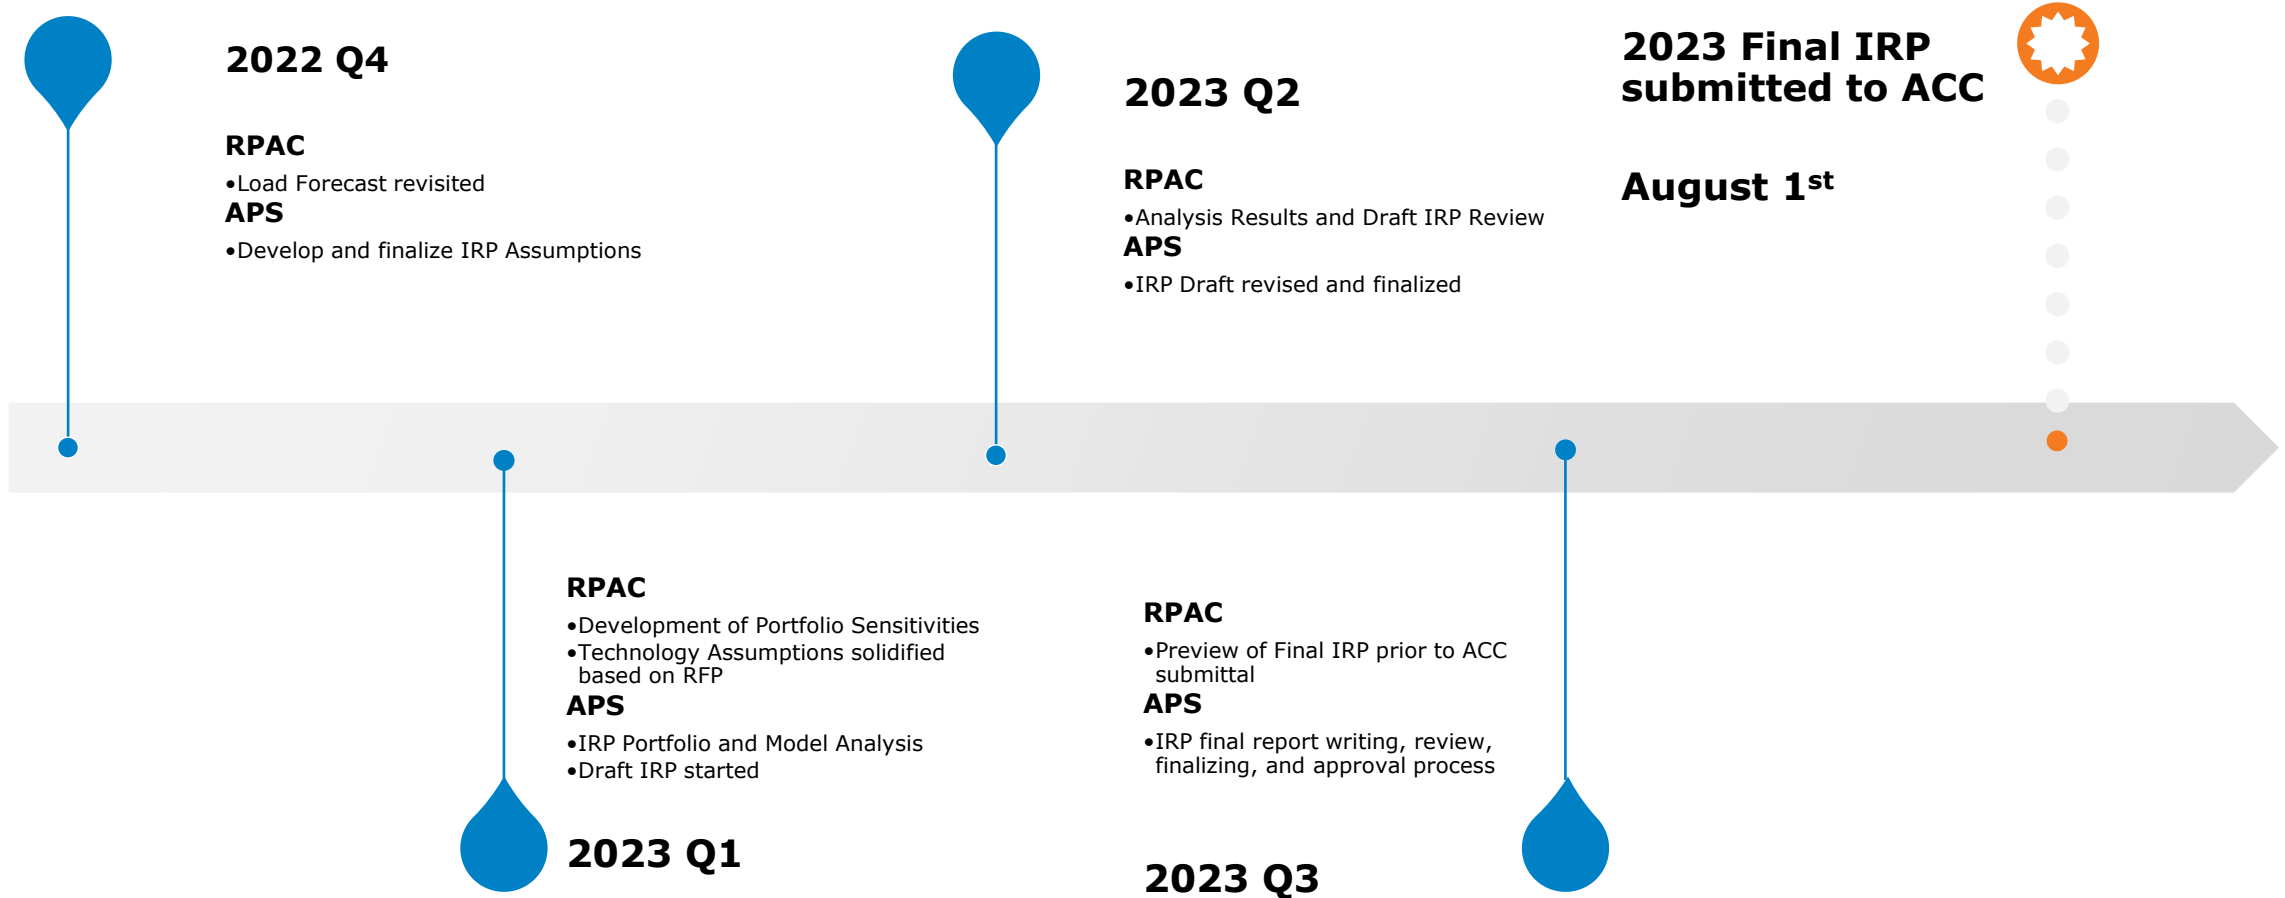 2022 Q4
RPAC
•Load Forecast revisited
APS
•Develop and finalize IRP Assumptions
RPAC
•Development of Portfolio Sensitivities
•Technology Assumptions solidified
based on RFP
APS
•IRP Portfolio and Model Analysis
•Draft IRP started
2023 Q1
2023 Q2
RPAC
•Analysis Results and Draft IRP Review
APS
•IRP Draft revised and finalized
RPAC
•Preview of Final IRP prior to ACC
submittal
APS
•IRP final report writing, review,
finalizing, and approval process
2023 Q3
2023 Final IRP
submitted to ACC
August 1st